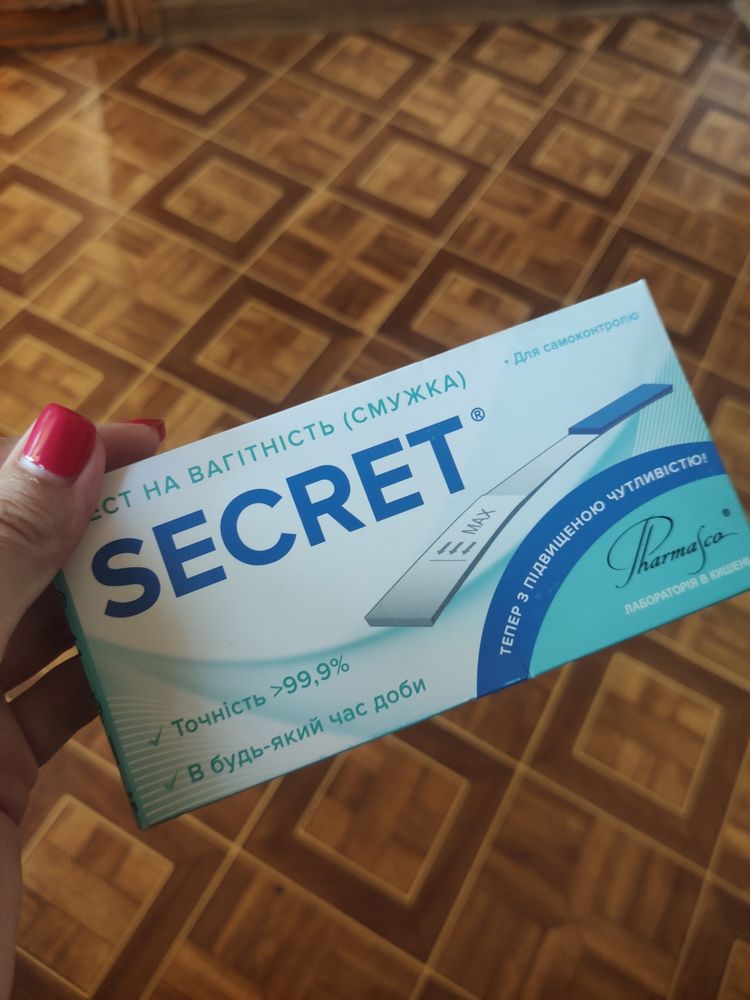 • Для самоконтролю
ЕСТ НА ВАГІТНІСТЬ (СМУЖКА)
SECRET®
MAX
ТЕПЕР З ПІДВИЩЕНОЮ ЧУТЛИВІСТЮ!
PharmaSco®
ЛАБОРАТОРІЯ В КИШЕНІ
✓ Точність >99,9%
✓ В будь-який час доби